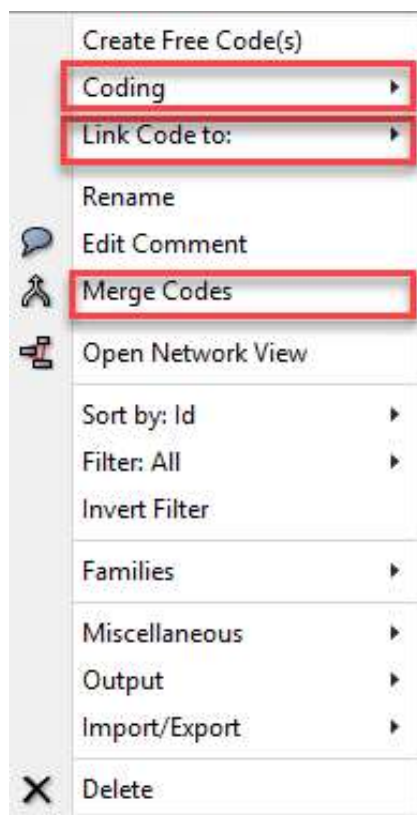 Create Free Code(s)
Coding
Link Code to:
Rename
Edit Comment
Merge Codes
Open Network View
Sort by: Id
Filter: All
Invert Filter
Families
Miscellaneous
Output
Import/Export
Delete